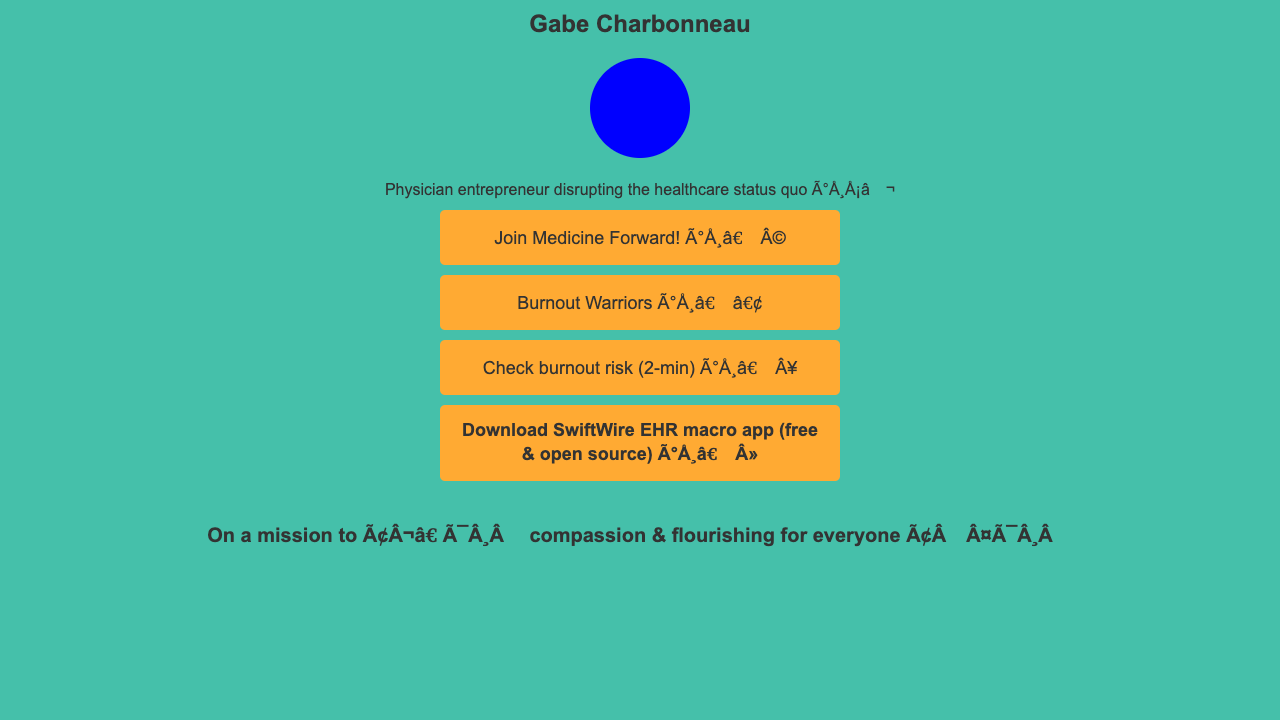 Gabe Charbonneau
Physician entrepreneur disrupting the healthcare status quo Ã°Å¸Å¡â ¬
Join Medicine Forward! Ã°Å¸â€ Â©
Burnout Warriors Ã°Å¸â€ â€¢
Check burnout risk (2-min) Ã°Å¸â€ Â¥
Download SwiftWire EHR macro app (free
& open source) Ã°Å¸â€ Â»
On a mission to Ã¢Â¬â€ Ã¯Â¸Â compassion & flourishing for everyone Ã¢Â Â¤Ã¯Â¸Â